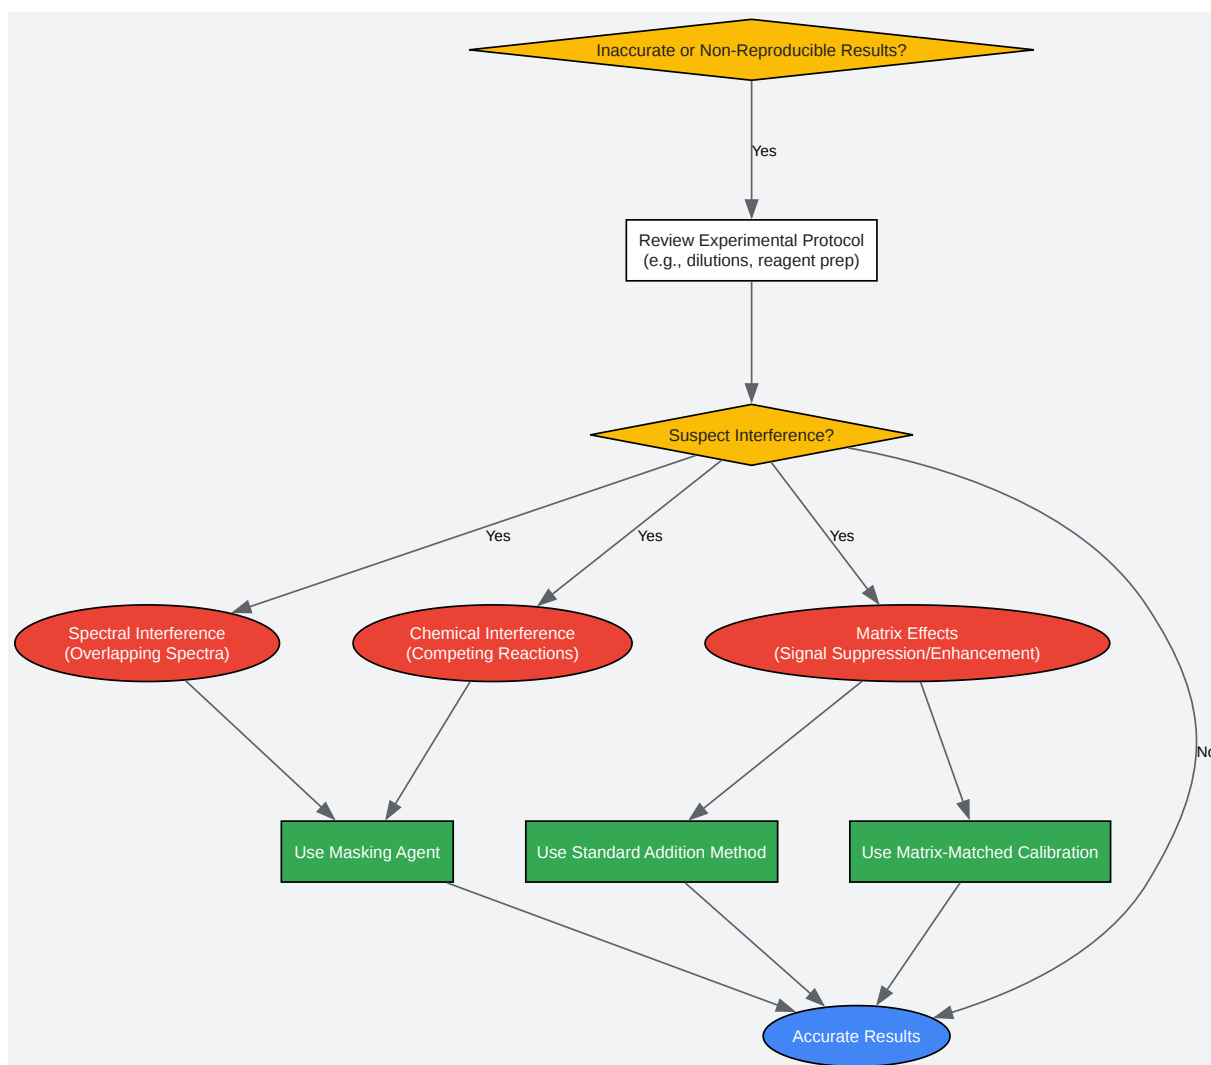 Inaccurate or Non-Reproducible Results?
Yes
Review Experimental Protocol
(e.g., dilutions, reagent prep)
Suspect Interference?
Yes
Yes
Yes
Spectral Interference
(Overlapping Spectra)
Chemical Interference
(Competing Reactions)
Matrix Effects
(Signal Suppression/Enhancement)
No
Use Masking Agent
Use Standard Addition Method
Use Matrix-Matched Calibration
Accurate Results